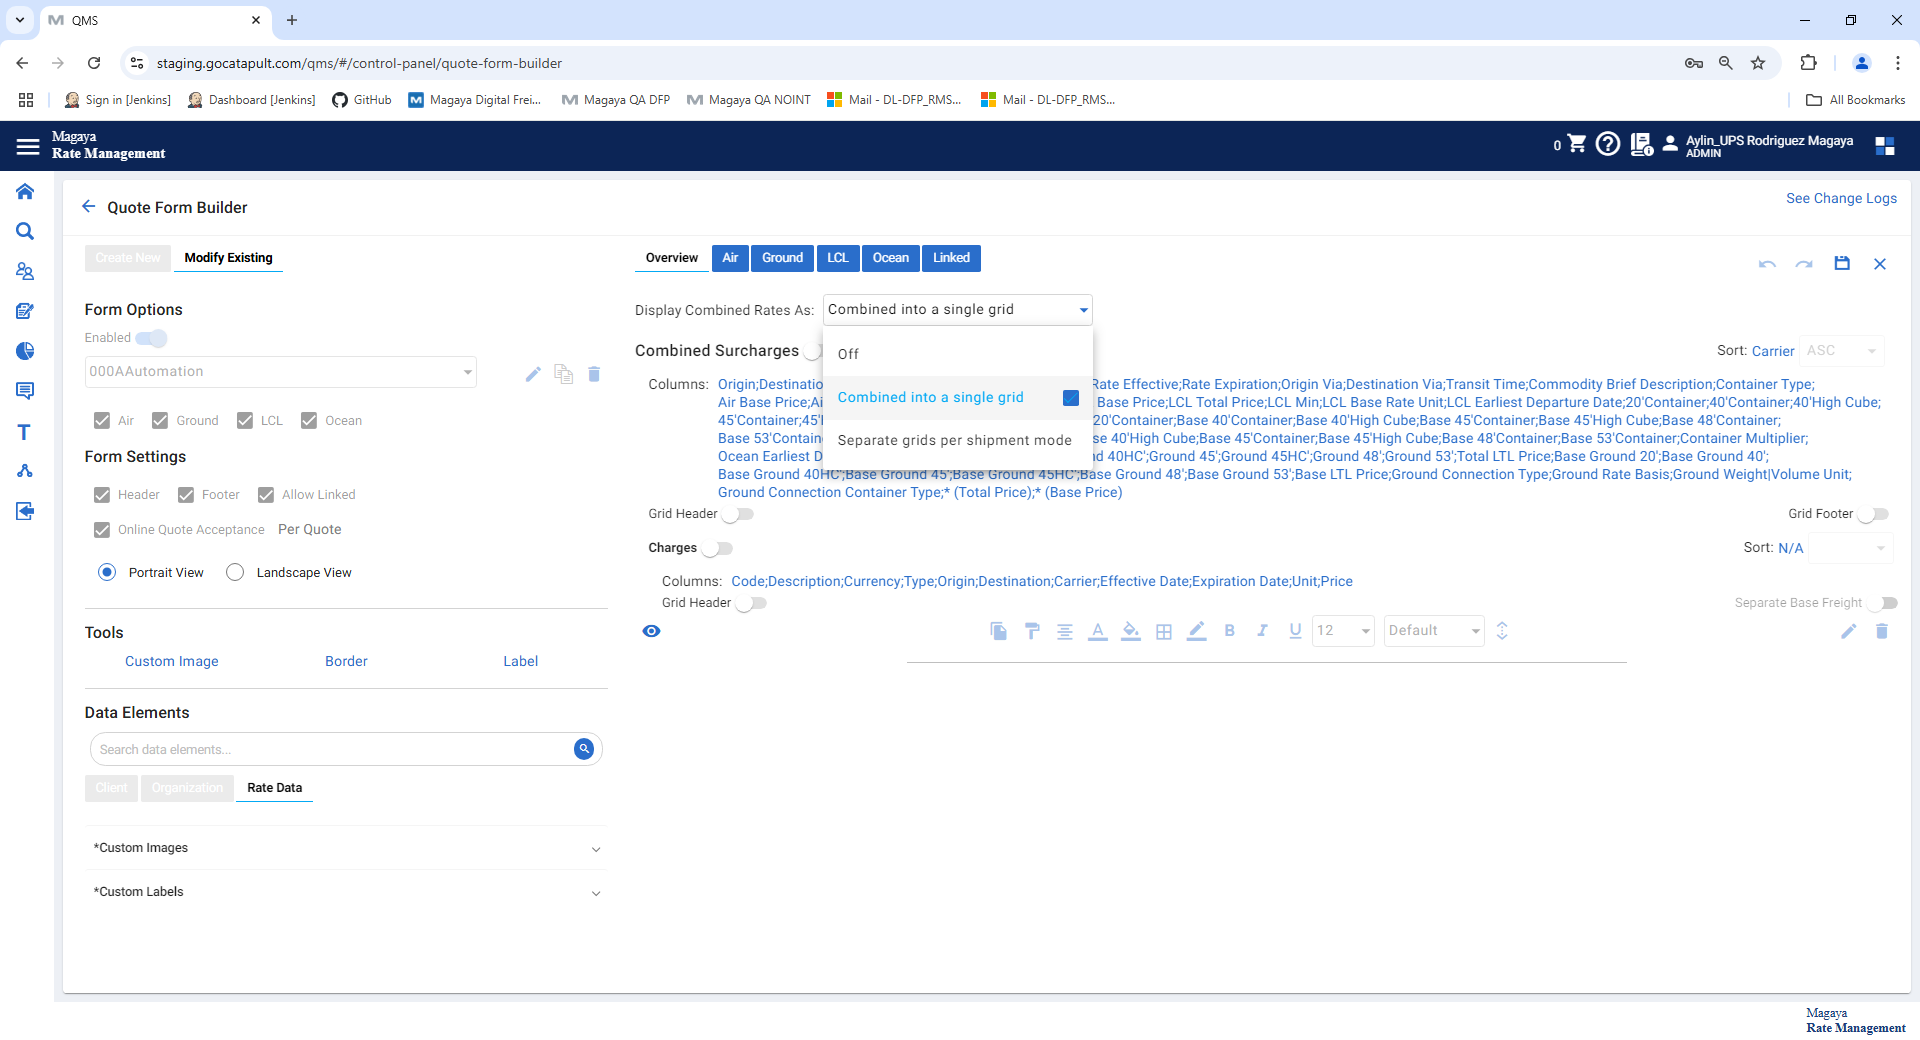 QMS
staging.gocatapult.com/qms/#/control-panel/quote-form-builder
Sign in [Jenkins]
Dashboard [Jenkins]
GitHub
Magaya Digital Frei...
Magaya QA DFP
Magaya QA NOINT
Mail - DL-DFP_RMS...
Mail - DL-DFP_RMS...
All Bookmarks
Magaya
Rate Management
0
Aylin_UPS Rodriguez Magaya
ADMIN
Quote Form Builder
See Change Logs
Create New
Modify Existing
Form Options
Enabled
000AAutomation
Air
Ground
LCL
Ocean
Form Settings
Header
Footer
Allow Linked
Online Quote Acceptance
Per Quote
Portrait View
Landscape View
Tools
Custom Image
Border
Label
Data Elements
Search data elements...
Client
Organization
Rate Data
*Custom Images
*Custom Labels
Overview
Air
Ground
LCL
Ocean
Linked
Display Combined Rates As:
Combined into a single grid
Off
Combined into a single grid
Separate grids per shipment mode
Combined Surcharges
Sort: Carrier
ASC
Columns:
Origin;Destination Rate Effective;Rate Expiration;Origin Via;Destination Via;Transit Time;Commodity Brief Description;Container Type;
Air Base Price;Ai Base Price;LCL Total Price;LCL Min;LCL Base Rate Unit;LCL Earliest Departure Date;20'Container;40'Container;40'High Cube;
45'Container;45' 20'Container;Base 40'Container;Base 40'High Cube;Base 45'Container;Base 45'High Cube;Base 48'Container;
Base 53'Contain se 40'High Cube;Base 45'Container;Base 45'High Cube;Base 48'Container;Base 53'Container;Container Multiplier;
Ocean Earliest D d 40HC';Ground 45';Ground 45HC';Ground 48';Ground 53';Total LTL Price;Base Ground 20';Base Ground 40';
Base Ground 40HC';Base Ground 45';Base Ground 45HC';Base Ground 48';Base Ground 53';Base LTL Price;Ground Connection Type;Ground Rate Basis;Ground Weight|Volume Unit;
Ground Connection Container Type;* (Total Price);* (Base Price)
Grid Header
Grid Footer
Charges
Sort: N/A
Columns:
Code;Description;Currency;Type;Origin;Destination;Carrier;Effective Date;Expiration Date;Unit;Price
Grid Header
Separate Base Freight
A
B
I
U
12
Default
Magaya
Rate Management